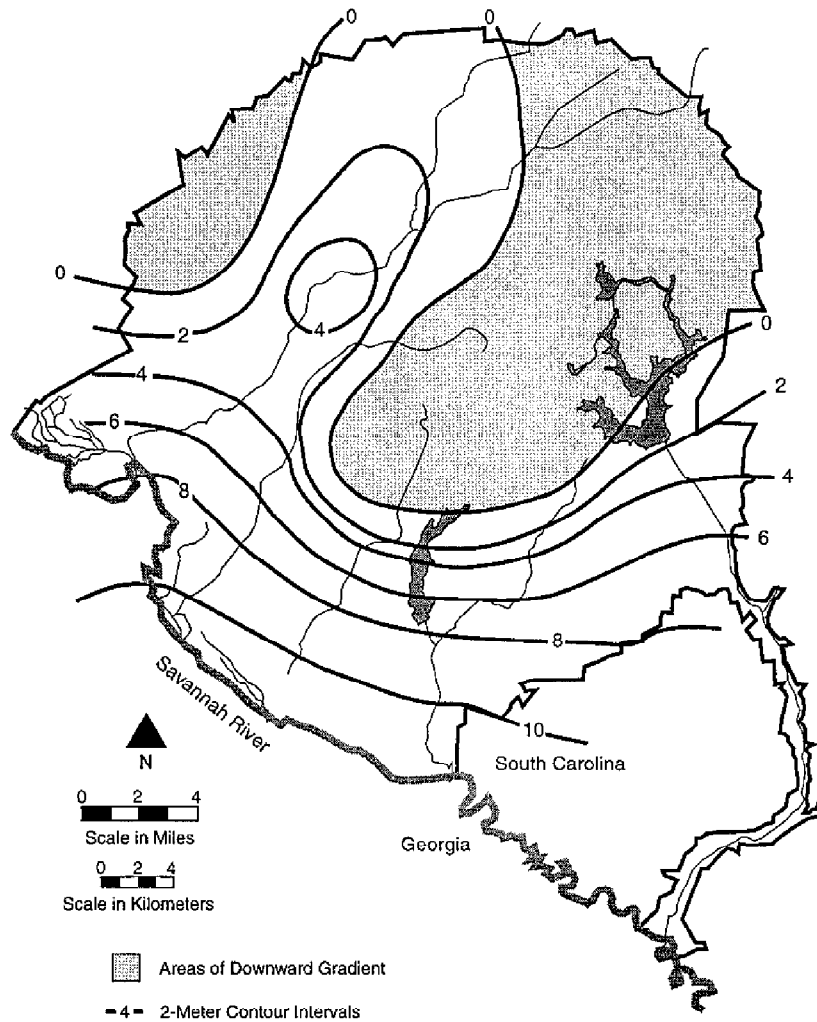 0
0
0
2
4
4
6
8
0
2
4
6
8
10
Savannah River
South Carolina
Georgia
N
0 2 4
Scale in Miles
0 2 4
Scale in Kilometers
Areas of Downward Gradient
4 2-Meter Contour Intervals